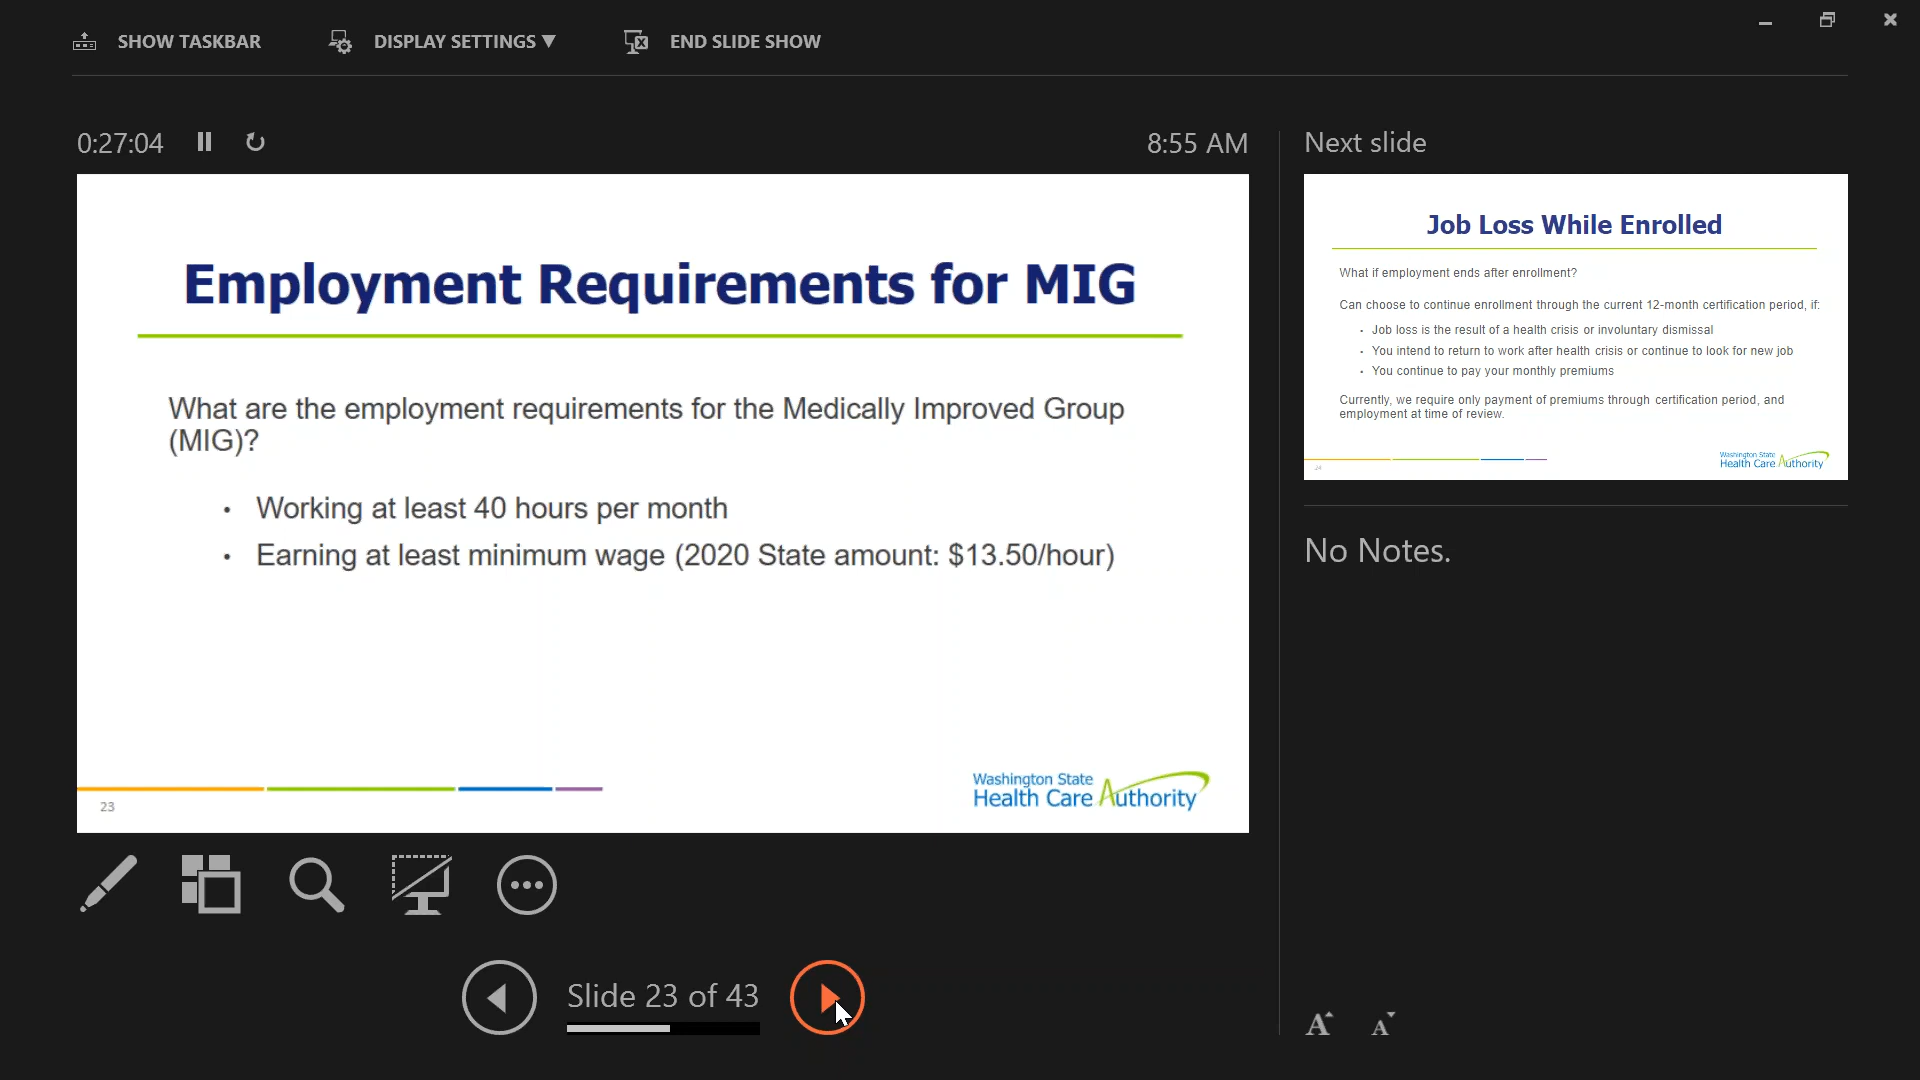 SHOW TASKBAR
DISPLAY SETTINGS ▼
END SLIDE SHOW
0:27:04
8:55 AM
Employment Requirements for MIG
What are the employment requirements for the Medically Improved Group
(MIG)?
• Working at least 40 hours per month
• Earning at least minimum wage (2020 State amount: $13.50/hour)
23
Washington State
Health Care Authority
Slide 23 of 43
Next slide
Job Loss While Enrolled
What if employment ends after enrollment?
Can choose to continue enrollment through the current 12-month certification period, if:
• Job loss is the result of a health crisis or involuntary dismissal
• You intend to return to work after health crisis or continue to look for new job
• You continue to pay your monthly premiums
Currently, we require only payment of premiums through certification period, and
employment at time of review.
24
Washington State
Health Care Authority
No Notes.
A A